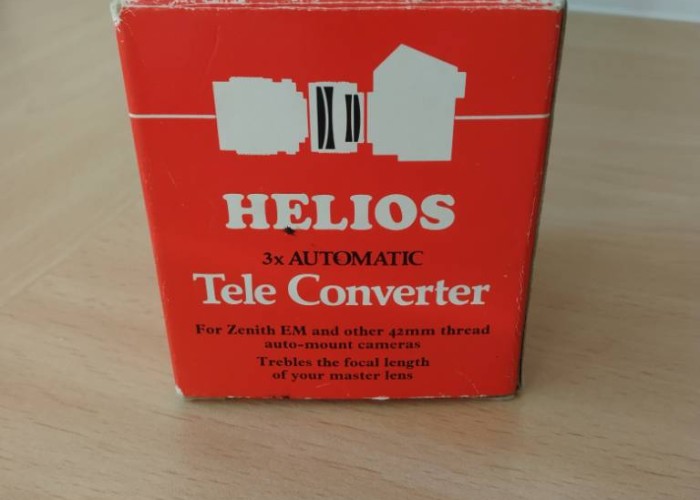 HELIOS
3x AUTOMATIC
Tele Converter
For Zenith EM and other 42mm thread
auto-mount cameras
Trebles the focal length
of your master lens